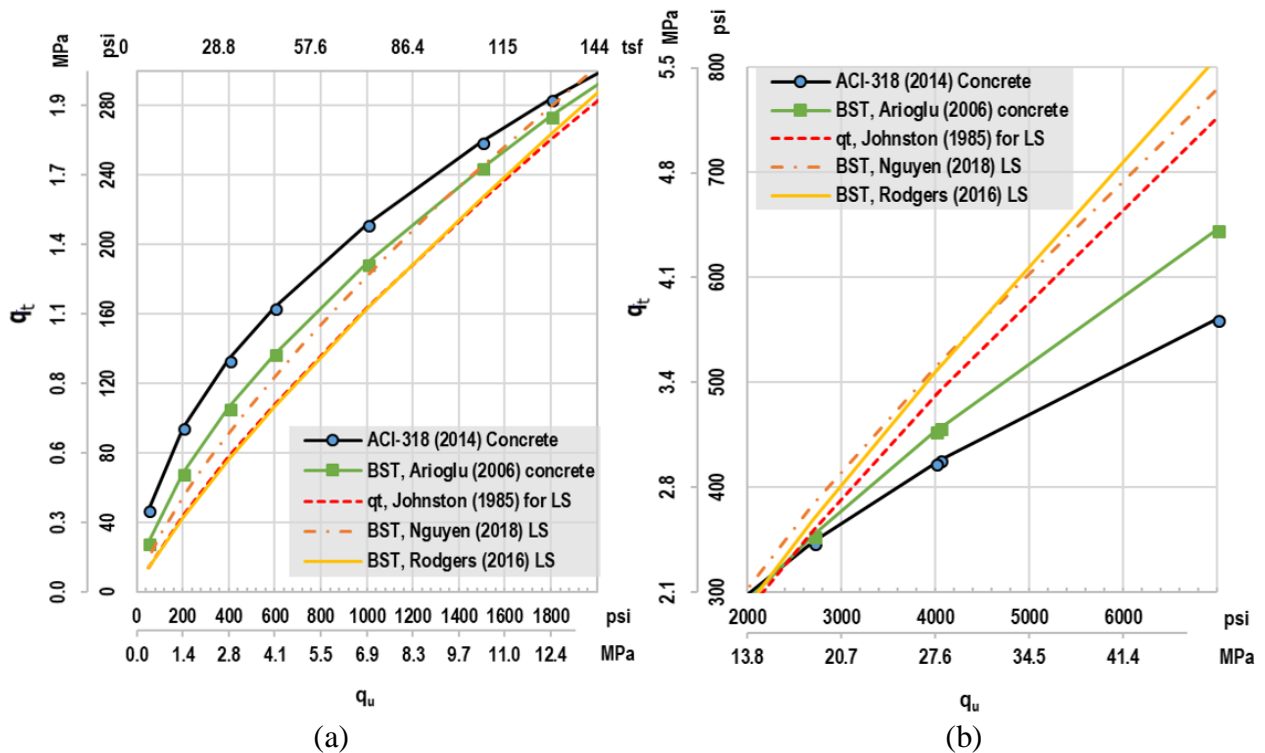 MPa
psi
0 28.8 57.6 86.4 115 144 tsf
1.9
1.7
1.4
1.1
0.8
0.6
0.3
0.0
280
240
200
160
120
80
40
0
qt
ACI-318 (2014) Concrete
BST, Arioglu (2006) concrete
qt, Johnston (1985) for LS
BST, Nguyen (2018) LS
BST, Rodgers (2016) LS
0 200 400 600 800 1000 1200 1400 1600 1800 psi
0.0 1.4 2.8 4.1 5.5 6.9 8.3 9.7 11.0 12.4 MPa
qu
(a)
MPa
psi
5.5
4.8
4.1
3.4
2.8
2.1
800
700
600
500
400
300
qt
ACI-318 (2014) Concrete
BST, Arioglu (2006) concrete
qt, Johnston (1985) for LS
BST, Nguyen (2018) LS
BST, Rodgers (2016) LS
2000 3000 4000 5000 6000 psi
13.8 20.7 27.6 34.5 41.4 MPa
qu
(b)